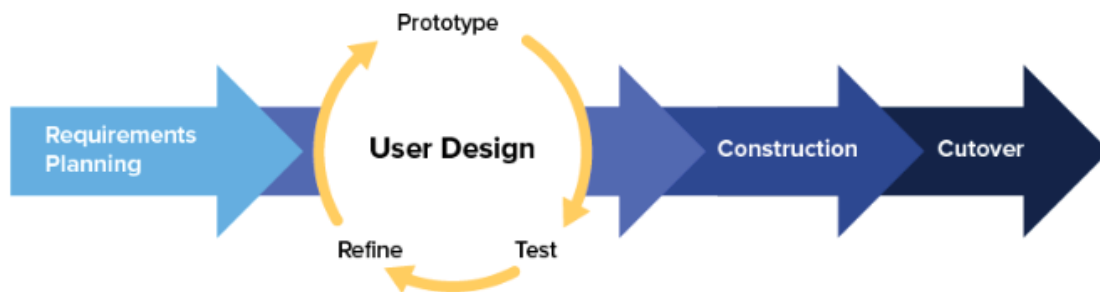 Prototype
Requirements
Planning
User Design
Construction
Cutover
Refine
Test